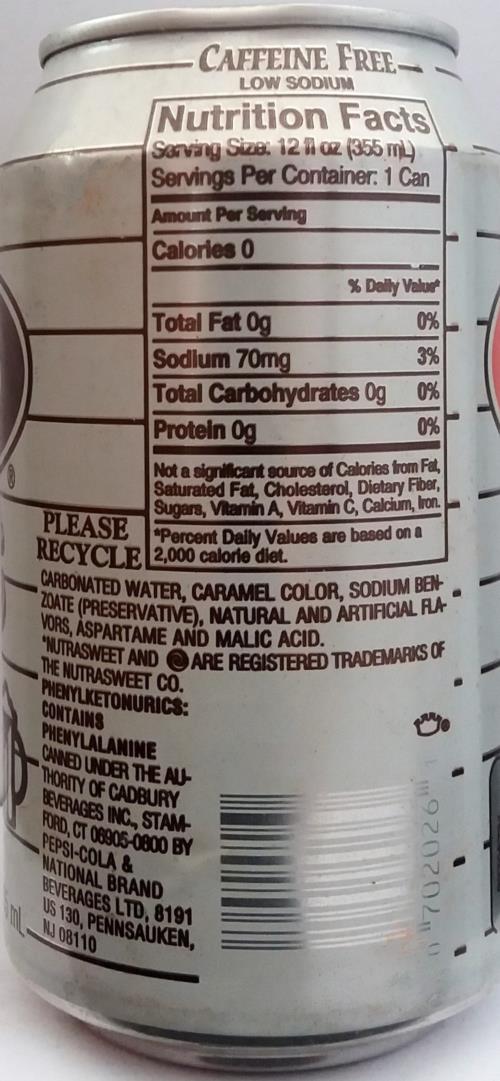 CAFFEINE FREE
LOW SODIUM
Nutrition Facts
Serving Size: 12 fl oz (355 mL)
Servings Per Container: 1 Can
Amount Per Serving
Calories 0
% Daily Value*
Total Fat 0g 0%
Sodium 70mg 3%
Total Carbohydrates 0g 0%
Protein 0g 0%
Not a significant source of Calories from Fat,
Saturated Fat, Cholesterol, Dietary Fiber,
Sugars, Vitamin A, Vitamin C, Calcium, Iron.
*Percent Daily Values are based on a
2,000 calorie diet.
PLEASE
RECYCLE
CARBONATED WATER, CARAMEL COLOR, SODIUM BEN-
ZOATE (PRESERVATIVE), NATURAL AND ARTIFICIAL FLA-
VORS, ASPARTAME AND MALIC ACID.
*NUTRASWEET AND ARE REGISTERED TRADEMARKS OF
THE NUTRASWEET CO.
PHENYLKETONURICS:
CONTAINS
PHENYLALANINE
CANNED UNDER THE AU-
THORITY OF CADBURY
BEVERAGES INC., STAM-
FORD, CT 06905-0800 BY
PEPSI-COLA &
NATIONAL BRAND
BEVERAGES LTD, 8191
US 130, PENNSAUKEN,
NJ 08110
®
mL
0 702026 1